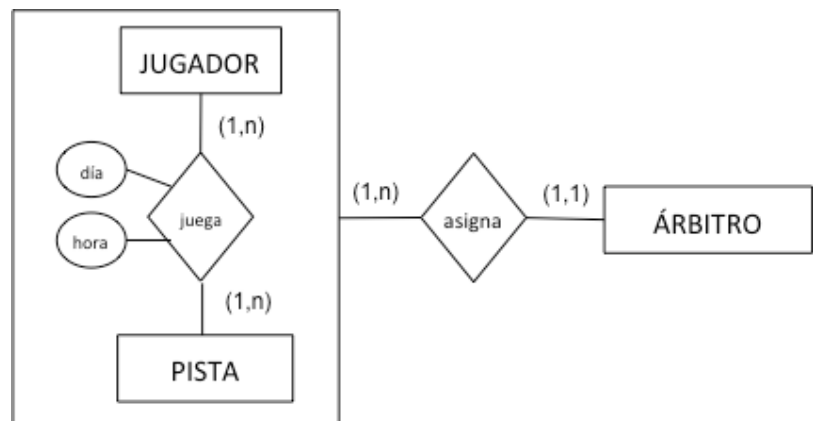 JUGADOR
(1,n)
día
juega
hora
(1,n)
PISTA
(1,n)
asigna
(1,1)
ÁRBITRO